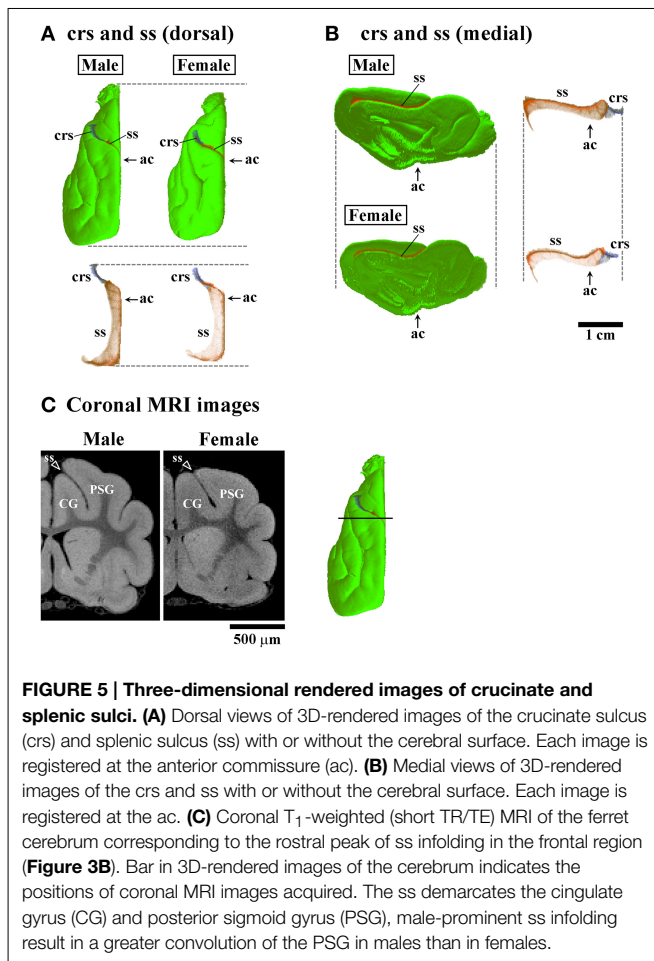 A crs and ss (dorsal)
Male Female
crs ss
ac
crs ac
ss
B crs and ss (medial)
Male
ss
ac
Female
ss
ac
ss crs
ac
ss crs
ac
1 cm
C Coronal MRI images
Male Female
ss ss
CG PSG CG PSG
500 μm
FIGURE 5 | Three-dimensional rendered images of crucinate and
splenic sulci. (A) Dorsal views of 3D-rendered images of the crucinate sulcus
(crs) and splenic sulcus (ss) with or without the cerebral surface. Each image is
registered at the anterior commissure (ac). (B) Medial views of 3D-rendered
images of the crs and ss with or without the cerebral surface. Each image is
registered at the ac. (C) Coronal T1-weighted (short TR/TE) MRI of the ferret
cerebrum corresponding to the rostral peak of ss infolding in the frontal region
(Figure 3B). Bar in 3D-rendered images of the cerebrum indicates the
positions of coronal MRI images acquired. The ss demarcates the cingulate
gyrus (CG) and posterior sigmoid gyrus (PSG), male-prominent ss infolding
result in a greater convolution of the PSG in males than in females.